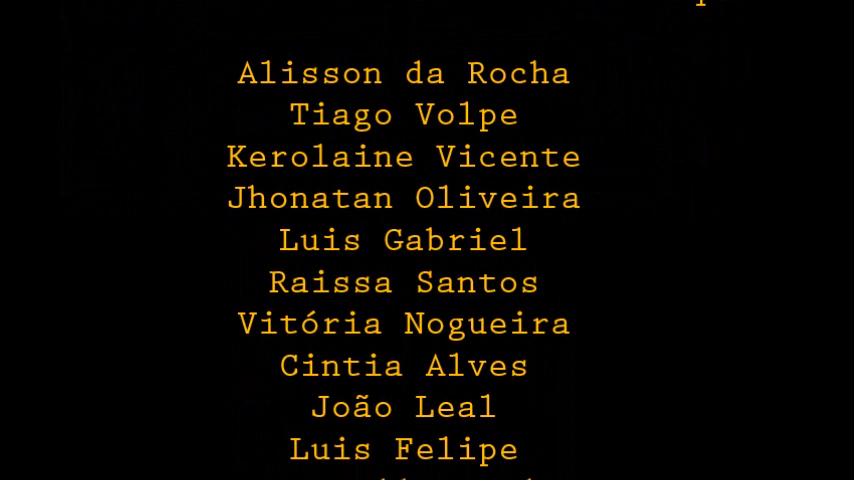 Alisson da Rocha
Tiago Volpe
Kerolaine Vicente
Jhonatan Oliveira
Luis Gabriel
Raissa Santos
Vitória Nogueira
Cintia Alves
João Leal
Luis Felipe